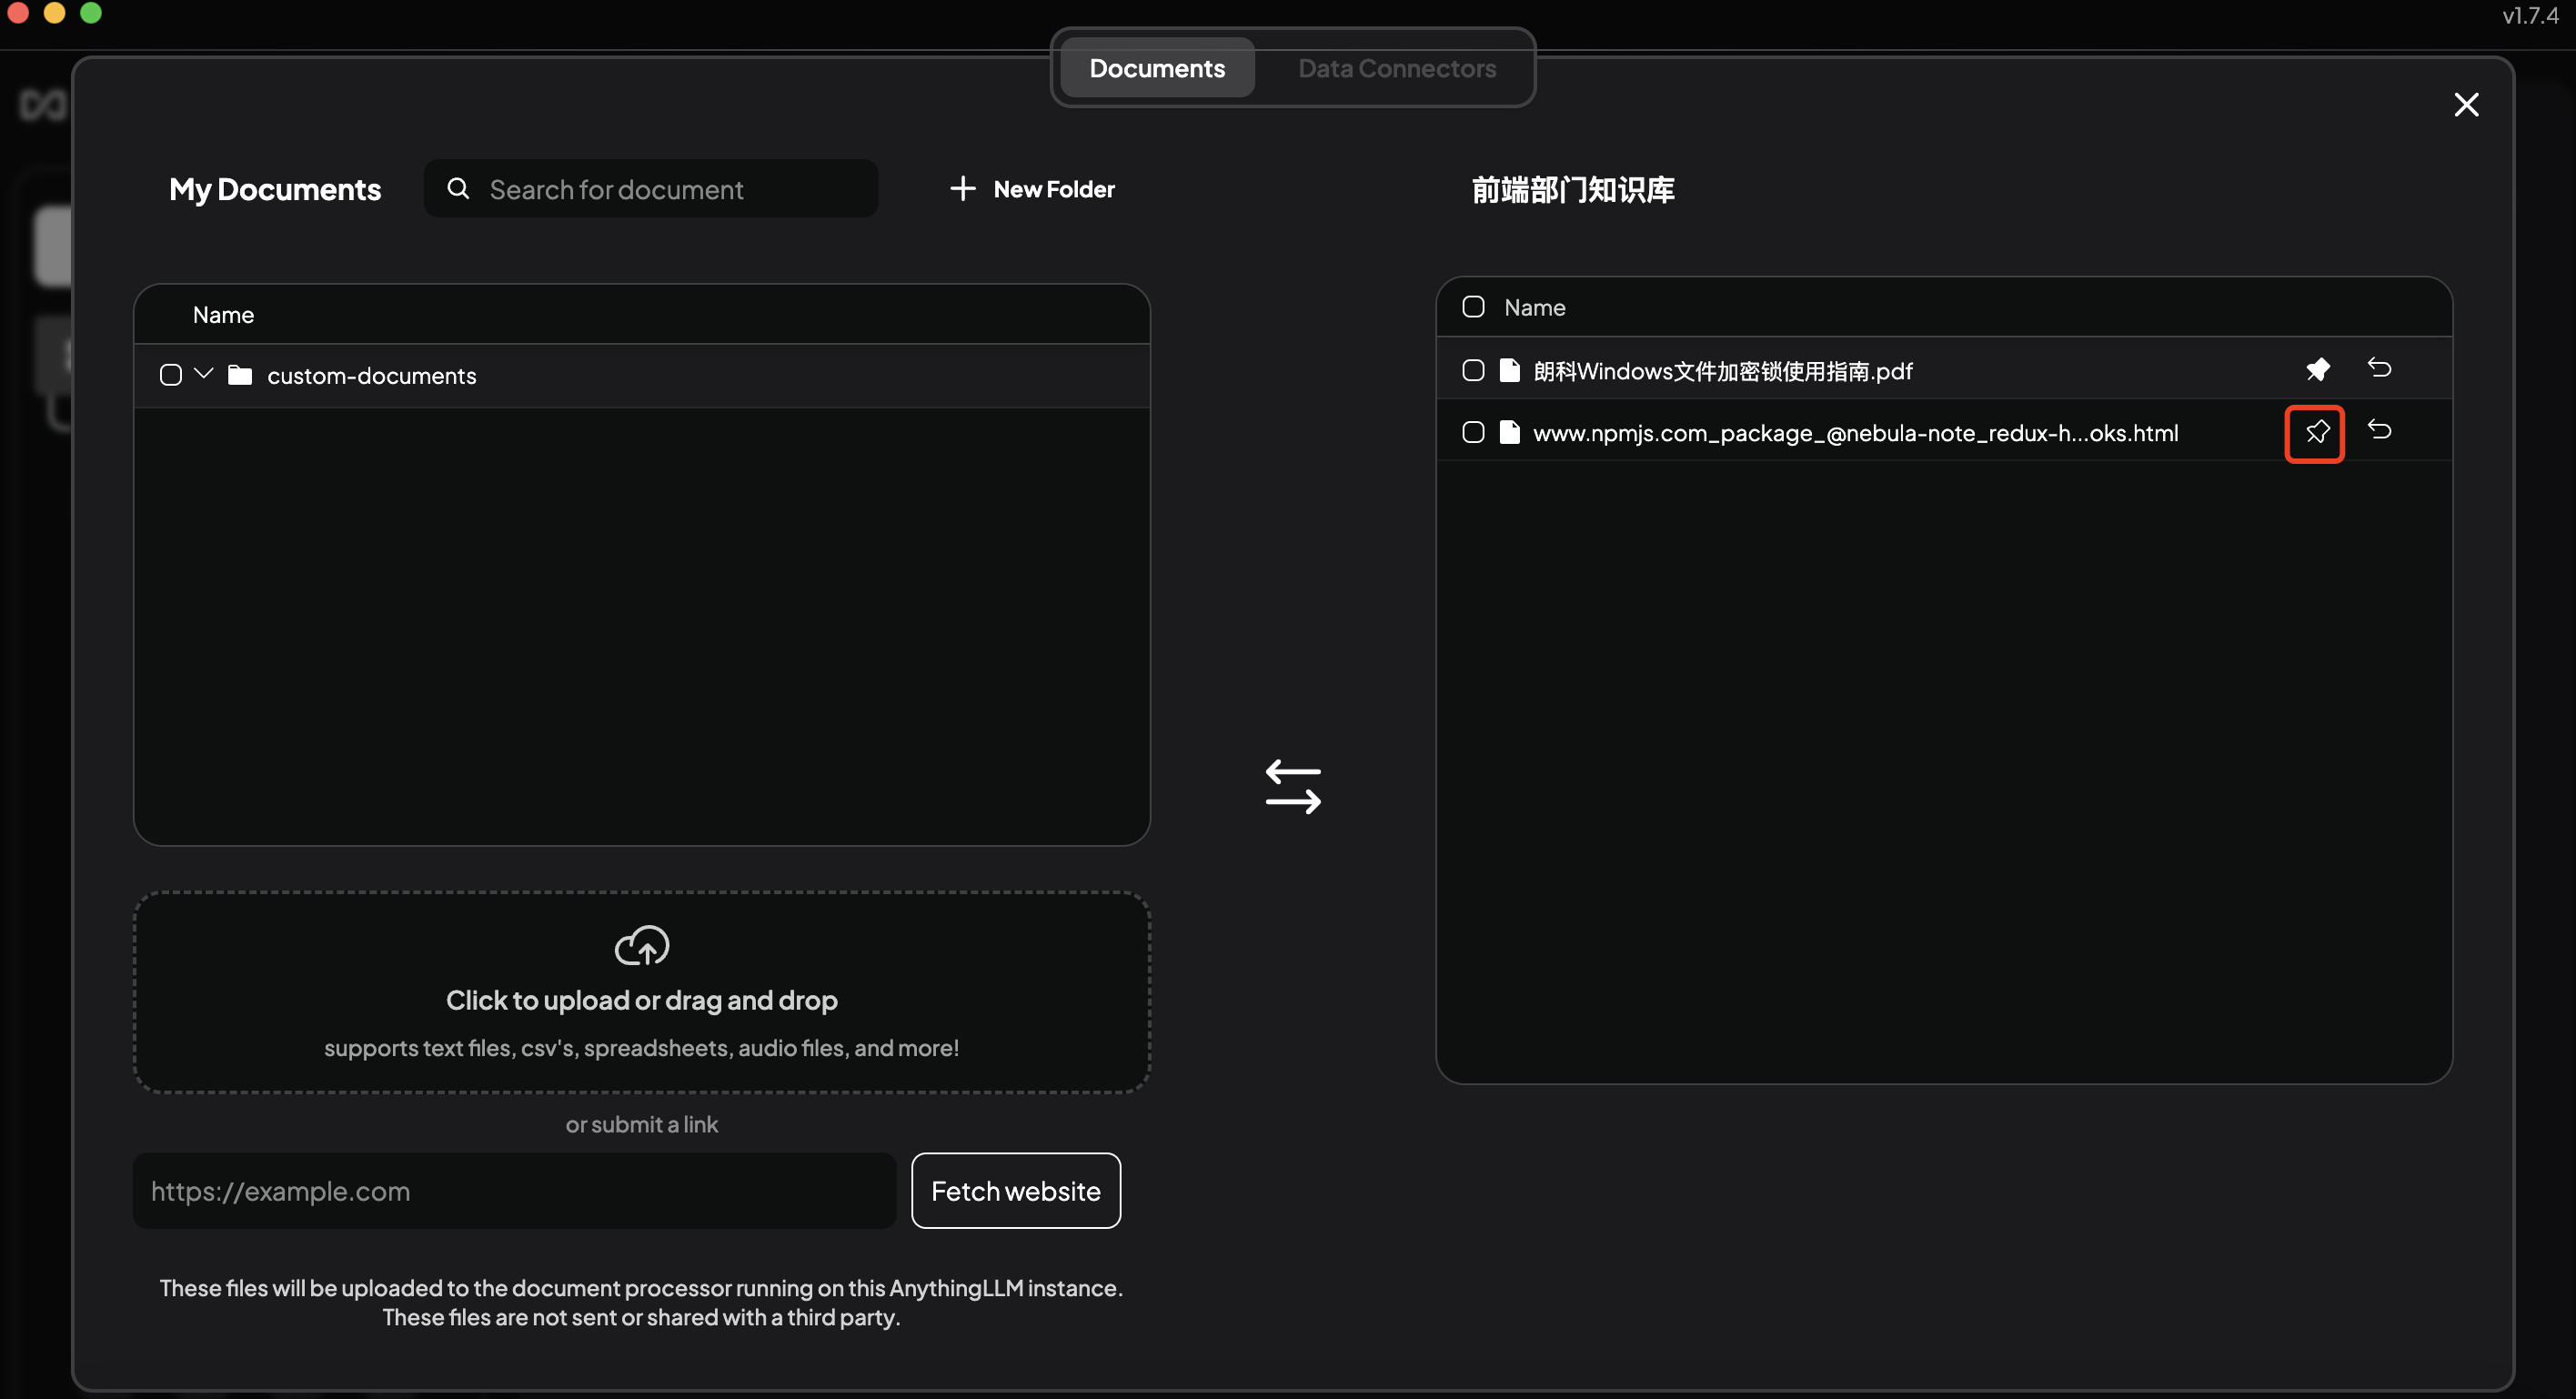 v1.7.4
Documents
Data Connectors
My Documents
Search for document
New Folder
前端部门知识库
Name
custom-documents
Name
朗科Windows文件加密锁使用指南.pdf
www.npmjs.com_package_@nebula-note_redux-h...oks.html
Click to upload or drag and drop
supports text files, csv's, spreadsheets, audio files, and more!
or submit a link
https://example.com
Fetch website
These files will be uploaded to the document processor running on this AnythingLLM instance.
These files are not sent or shared with a third party.